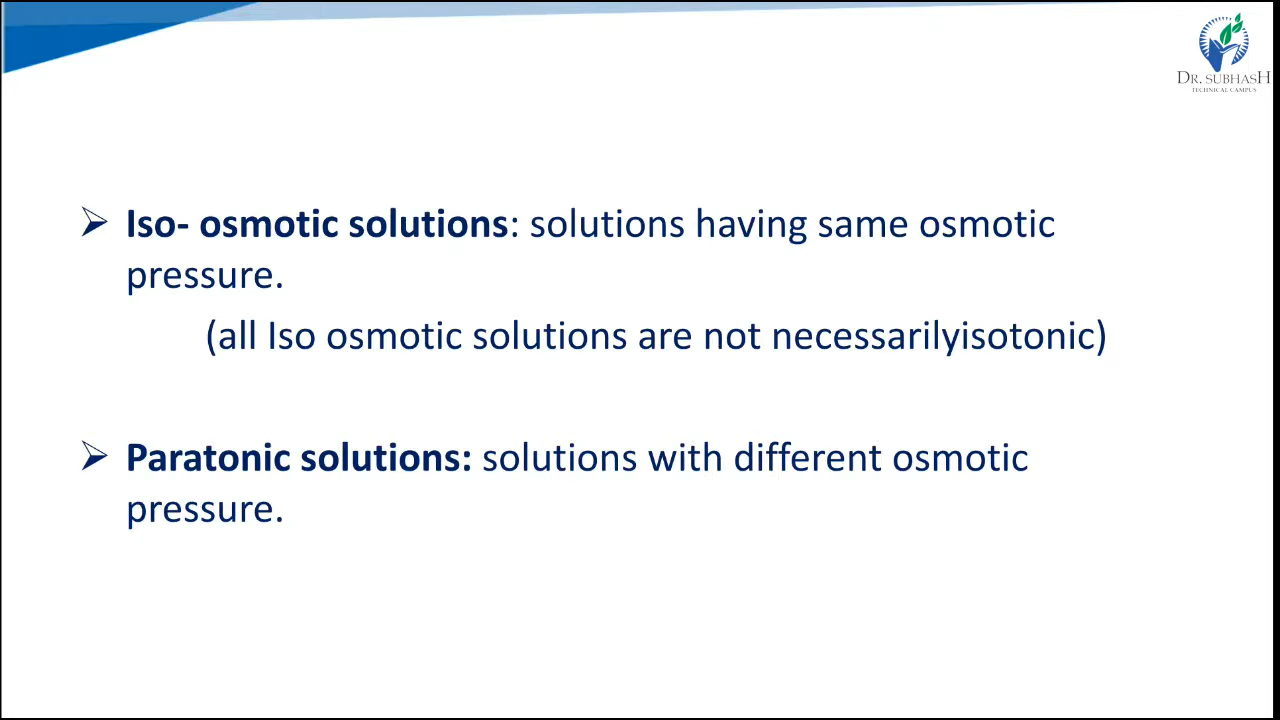 DR. SUBHASH
TECHNICAL CAMPUS
➢ Iso- osmotic solutions: solutions having same osmotic
pressure.
(all Iso osmotic solutions are not necessarilyisotonic)
➢ Paratonic solutions: solutions with different osmotic
pressure.